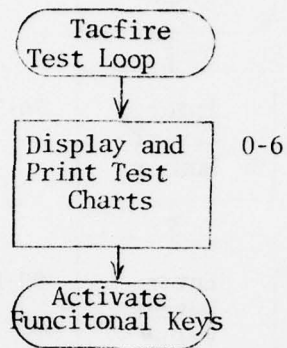 Tacfire
Test Loop
Display and
Print Test
Charts
0-6
Activate
Funcitonal Keys